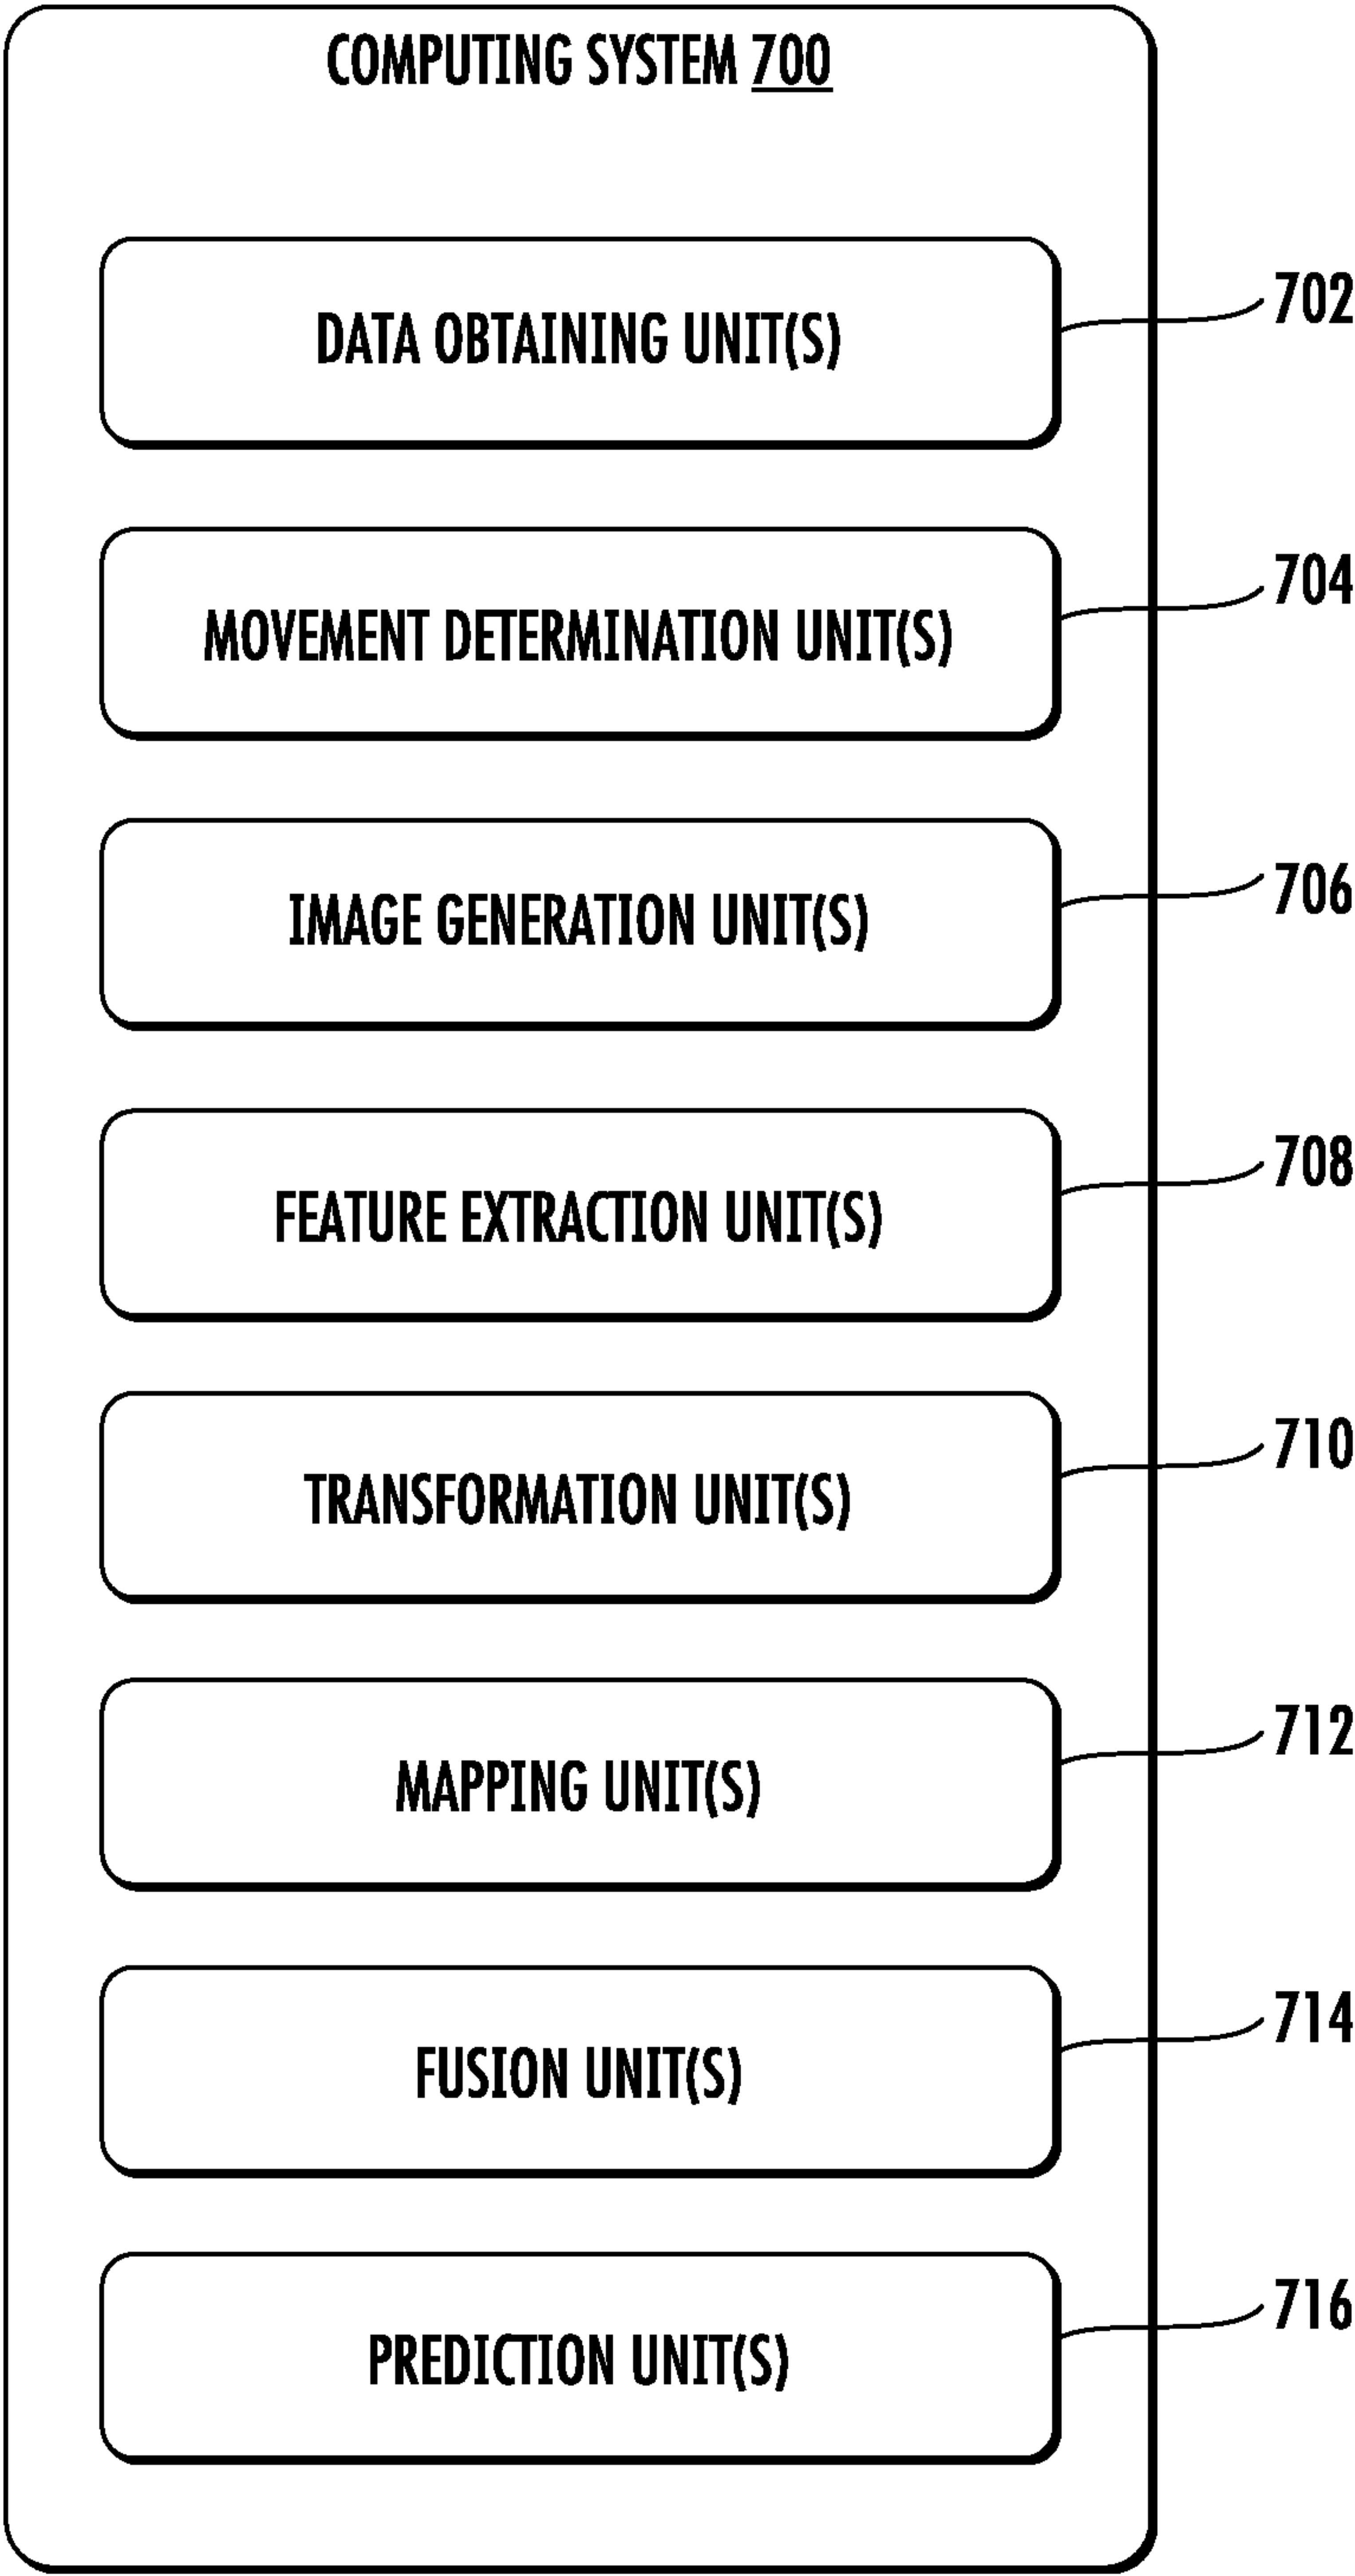 COMPUTING SYSTEM 700
DATA OBTAINING UNIT(S)
702
MOVEMENT DETERMINATION UNIT(S)
704
IMAGE GENERATION UNIT(S)
706
FEATURE EXTRACTION UNIT(S)
708
TRANSFORMATION UNIT(S)
710
MAPPING UNIT(S)
712
FUSION UNIT(S)
714
PREDICTION UNIT(S)
716